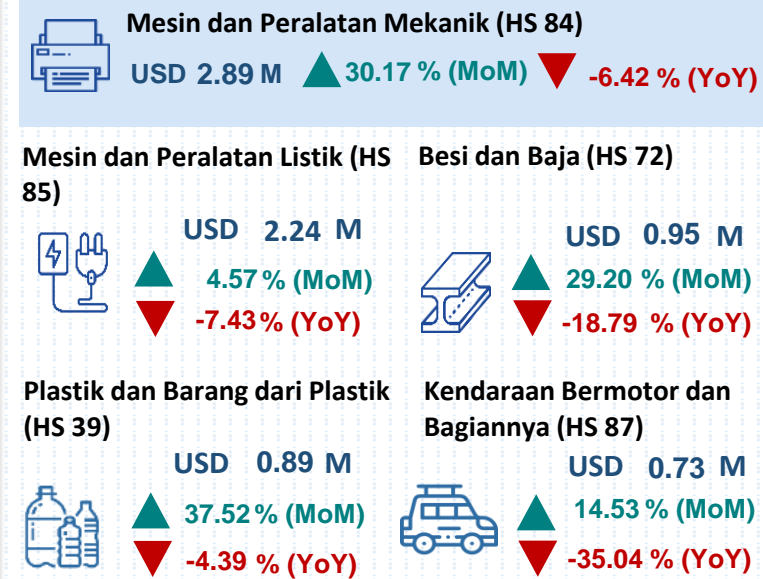 Mesin dan Peralatan Mekanik (HS 84)
USD 2.89 M 30.17 % (MoM) -6.42 % (YoY)
Mesin dan Peralatan Listik (HS
85)
USD 2.24 M
4.57 % (MoM)
-7.43 % (YoY)
Besi dan Baja (HS 72)
USD 0.95 M
29.20 % (MoM)
-18.79 % (YoY)
Plastik dan Barang dari Plastik
(HS 39)
USD 0.89 M
37.52 % (MoM)
-4.39 % (YoY)
Kendaraan Bermotor dan
Bagiannya (HS 87)
USD 0.73 M
14.53 % (MoM)
-35.04 % (YoY)